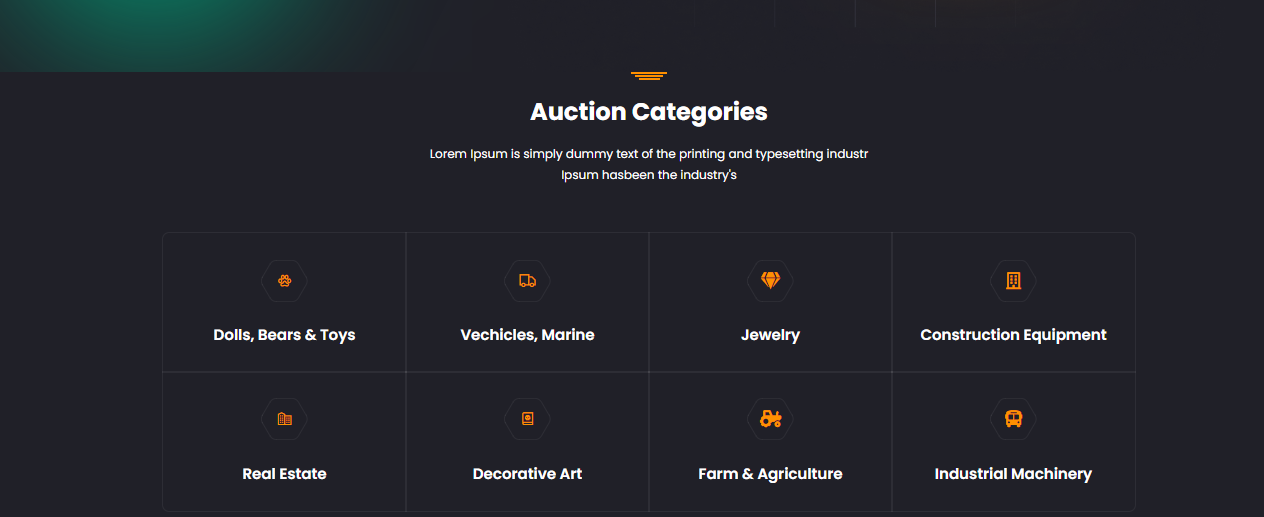 Auction Categories
Lorem Ipsum is simply dummy text of the printing and typesetting industr
Ipsum hasbeen the industry's
Dolls, Bears & Toys
Vechicles, Marine
Jewelry
Construction Equipment
Real Estate
Decorative Art
Farm & Agriculture
Industrial Machinery